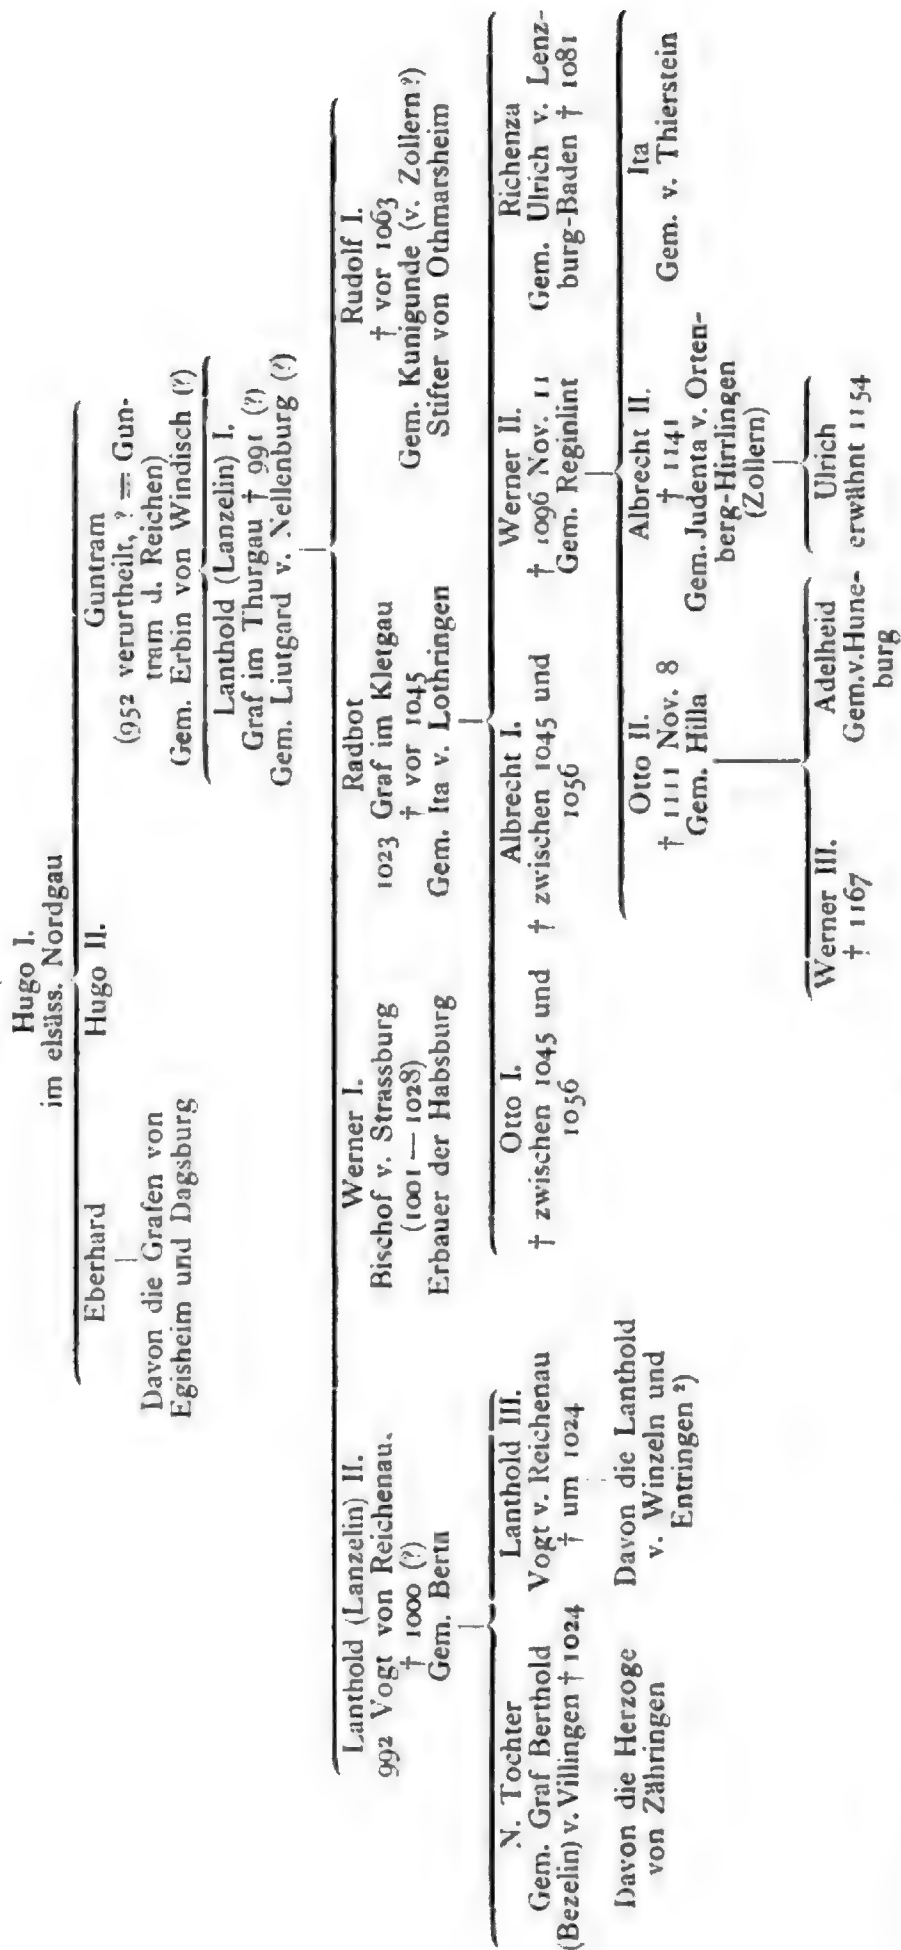 Hugo I.
im elsäss. Nordgau
Eberhard
Davon die Grafen von
Egisheim und Dagsburg
Hugo II.
Guntram
(952 verurtheilt, ? = Gun-
tram d. Reichen)
Gem. Erbin von Windisch (?)
Lanthold (Lanzelin) I.
Graf im Thurgau † 991 (?)
Gem. Liutgard v. Nellenburg (?)
Lanthold (Lanzelin) II.
992 Vogt von Reichenau.
† 1000 (?)
Gem. Berta
Werner I.
Bischof v. Strassburg
(1001 — 1028)
Erbauer der Habsburg
Radbot
1023 Graf im Kletgau
† vor 1045
Gem. Ita v. Lothringen
Rudolf I.
† vor 1063
Gem. Kunigunde (v. Zollern?)
Stifter von Othmarsheim
N. Tochter
Gem. Graf Berthold
(Bezelin) v. Villingen † 1024
Davon die Herzoge
von Zähringen
Lanthold III.
Vogt v. Reichenau
† um 1024
Davon die Lanthold
v. Winzeln und
Entringen ²)
Otto I.
† zwischen 1045 und
1056
Albrecht I.
† zwischen 1045 und
1056
Werner II.
† 1096 Nov. 11
Gem. Reginlint
Richenza
Gem. Ulrich v. Lenz-
burg-Baden † 1081
Otto II.
† 1111 Nov. 8
Gem. Hilla
Albrecht II.
† 1141
Gem. Judenta v. Orten-
berg-Hirrlingen
(Zollern)
Ita
Gem. v. Thierstein
Werner III.
† 1167
Adelheid
Gem.v.Hune-
burg
Ulrich
erwähnt 1154